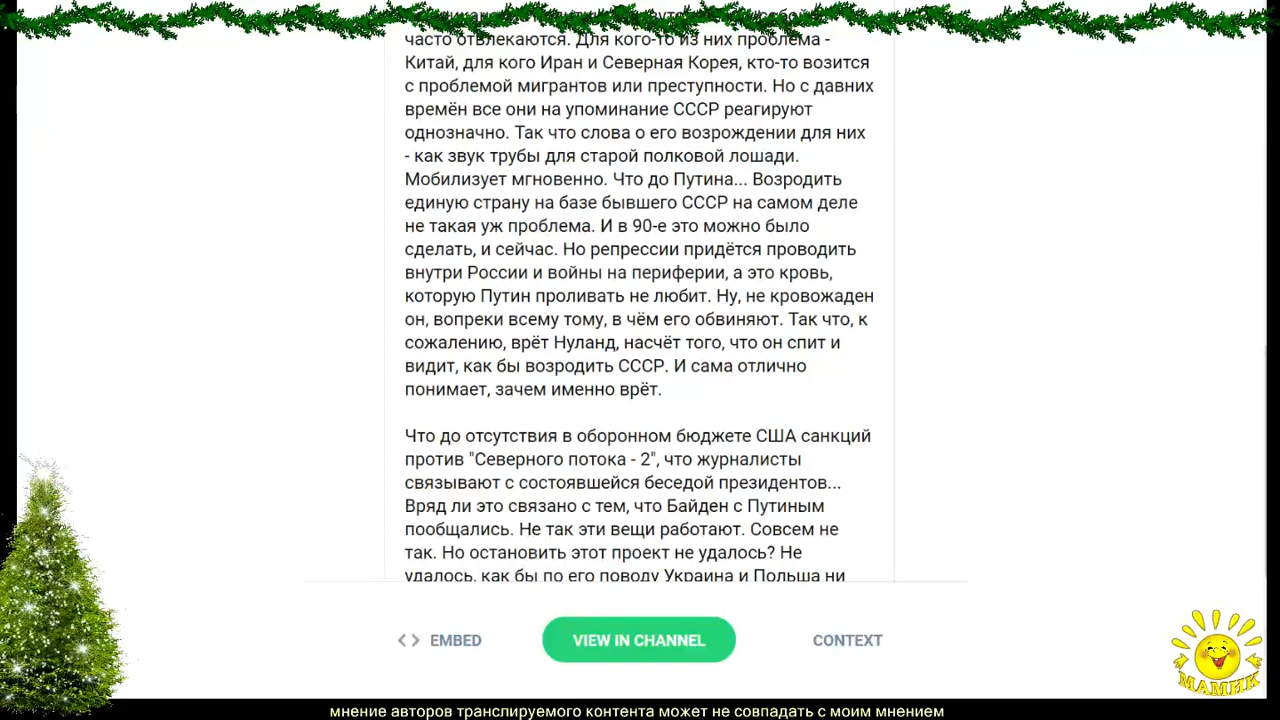 часто отвлекаются. Для кого-то из них проблема -
Китай, для кого Иран и Северная Корея, кто-то возится
с проблемой мигрантов или преступности. Но с давних
времён все они на упоминание СССР реагируют
однозначно. Так что слова о его возрождении для них
- как звук трубы для старой полковой лошади.
Мобилизует мгновенно. Что до Путина... Возродить
единую страну на базе бывшего СССР на самом деле
не такая уж проблема. И в 90-е это можно было
сделать, и сейчас. Но репрессии придётся проводить
внутри России и войны на периферии, а это кровь,
которую Путин проливать не любит. Ну, не кровожаден
он, вопреки всему тому, в чём его обвиняют. Так что, к
сожалению, врёт Нуланд, насчёт того, что он спит и
видит, как бы возродить СССР. И сама отлично
понимает, зачем именно врёт.
Что до отсутствия в оборонном бюджете США санкций
против "Северного потока - 2", что журналисты
связывают с состоявшейся беседой президентов...
Вряд ли это связано с тем, что Байден с Путиным
пообщались. Не так эти вещи работают. Совсем не
так. Но остановить этот проект не удалось? Не
удалось, как бы по его поводу Украина и Польша ни
<> EMBED
VIEW IN CHANNEL
CONTEXT
МАМИК
мнение авторов транслируемого контента может не совпадать с моим мнением